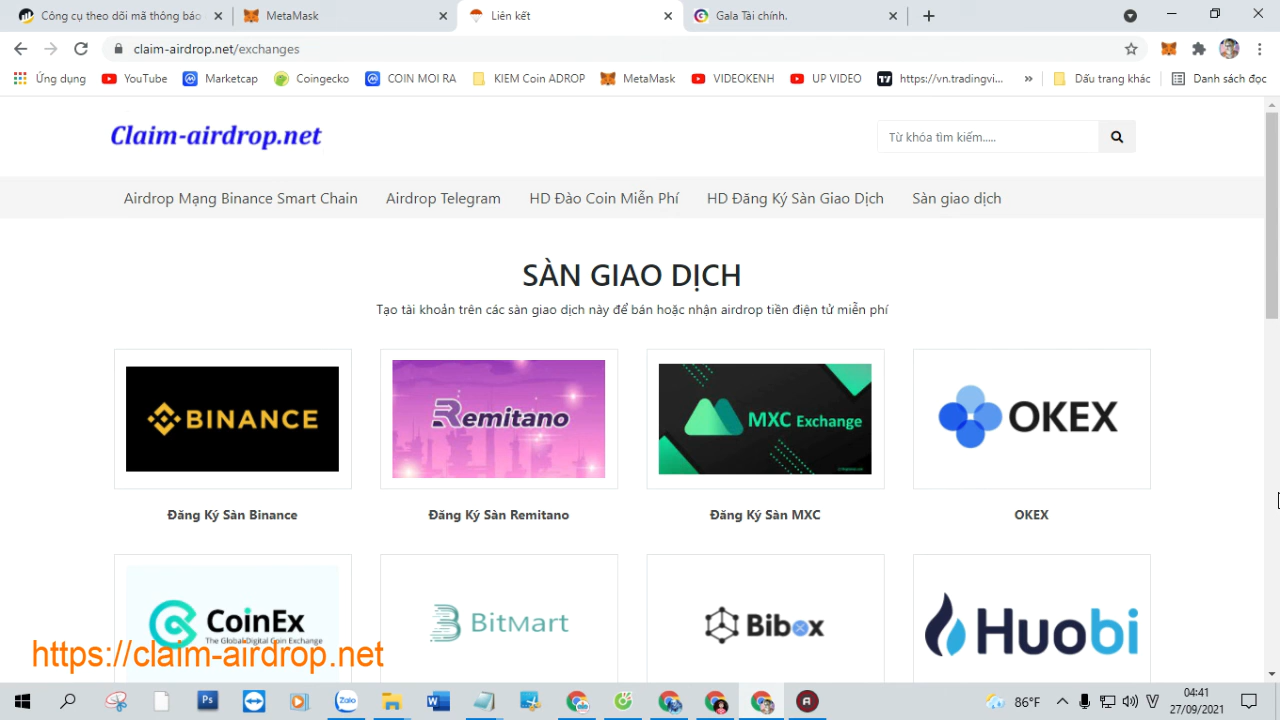 Công cụ theo dõi mã thông báo
MetaMask
Liên kết
Gala Tài chính.
claim-airdrop.net/exchanges
Ứng dụng
YouTube
Marketcap
Coingecko
COIN MOI RA
KIEM Coin ADROP
MetaMask
VIDEOKENH
UP VIDEO
https://vn.tradingvi...
»
Dấu trang khác
Danh sách đọc
Claim-airdrop.net
Từ khóa tìm kiếm.....
Airdrop Mạng Binance Smart Chain
Airdrop Telegram
HD Đào Coin Miễn Phí
HD Đăng Ký Sàn Giao Dịch
Sàn giao dịch
SÀN GIAO DỊCH
Tạo tài khoản trên các sàn giao dịch này để bán hoặc nhận airdrop tiền điện tử miễn phí
BINANCE
Remitano
MXC Exchange
OKEX
Đăng Ký Sàn Binance
Đăng Ký Sàn Remitano
Đăng Ký Sàn MXC
OKEX
CoinEx
The Global Digital Coin Exchange
BitMart
Bibox
Huobi
https://claim-airdrop.net
86°F
04:41
27/09/2021